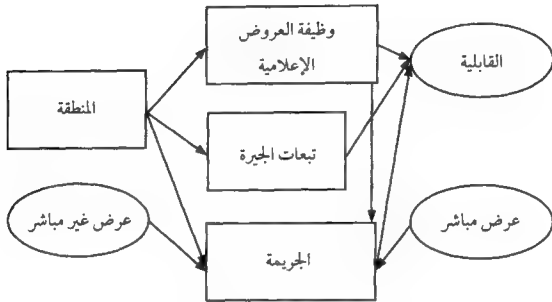 وظيفة العروض
الإعلامية
القابلية
المنطقة
تبعات الجيرة
عرض مباشر
عرض غير مباشر
الجريمة